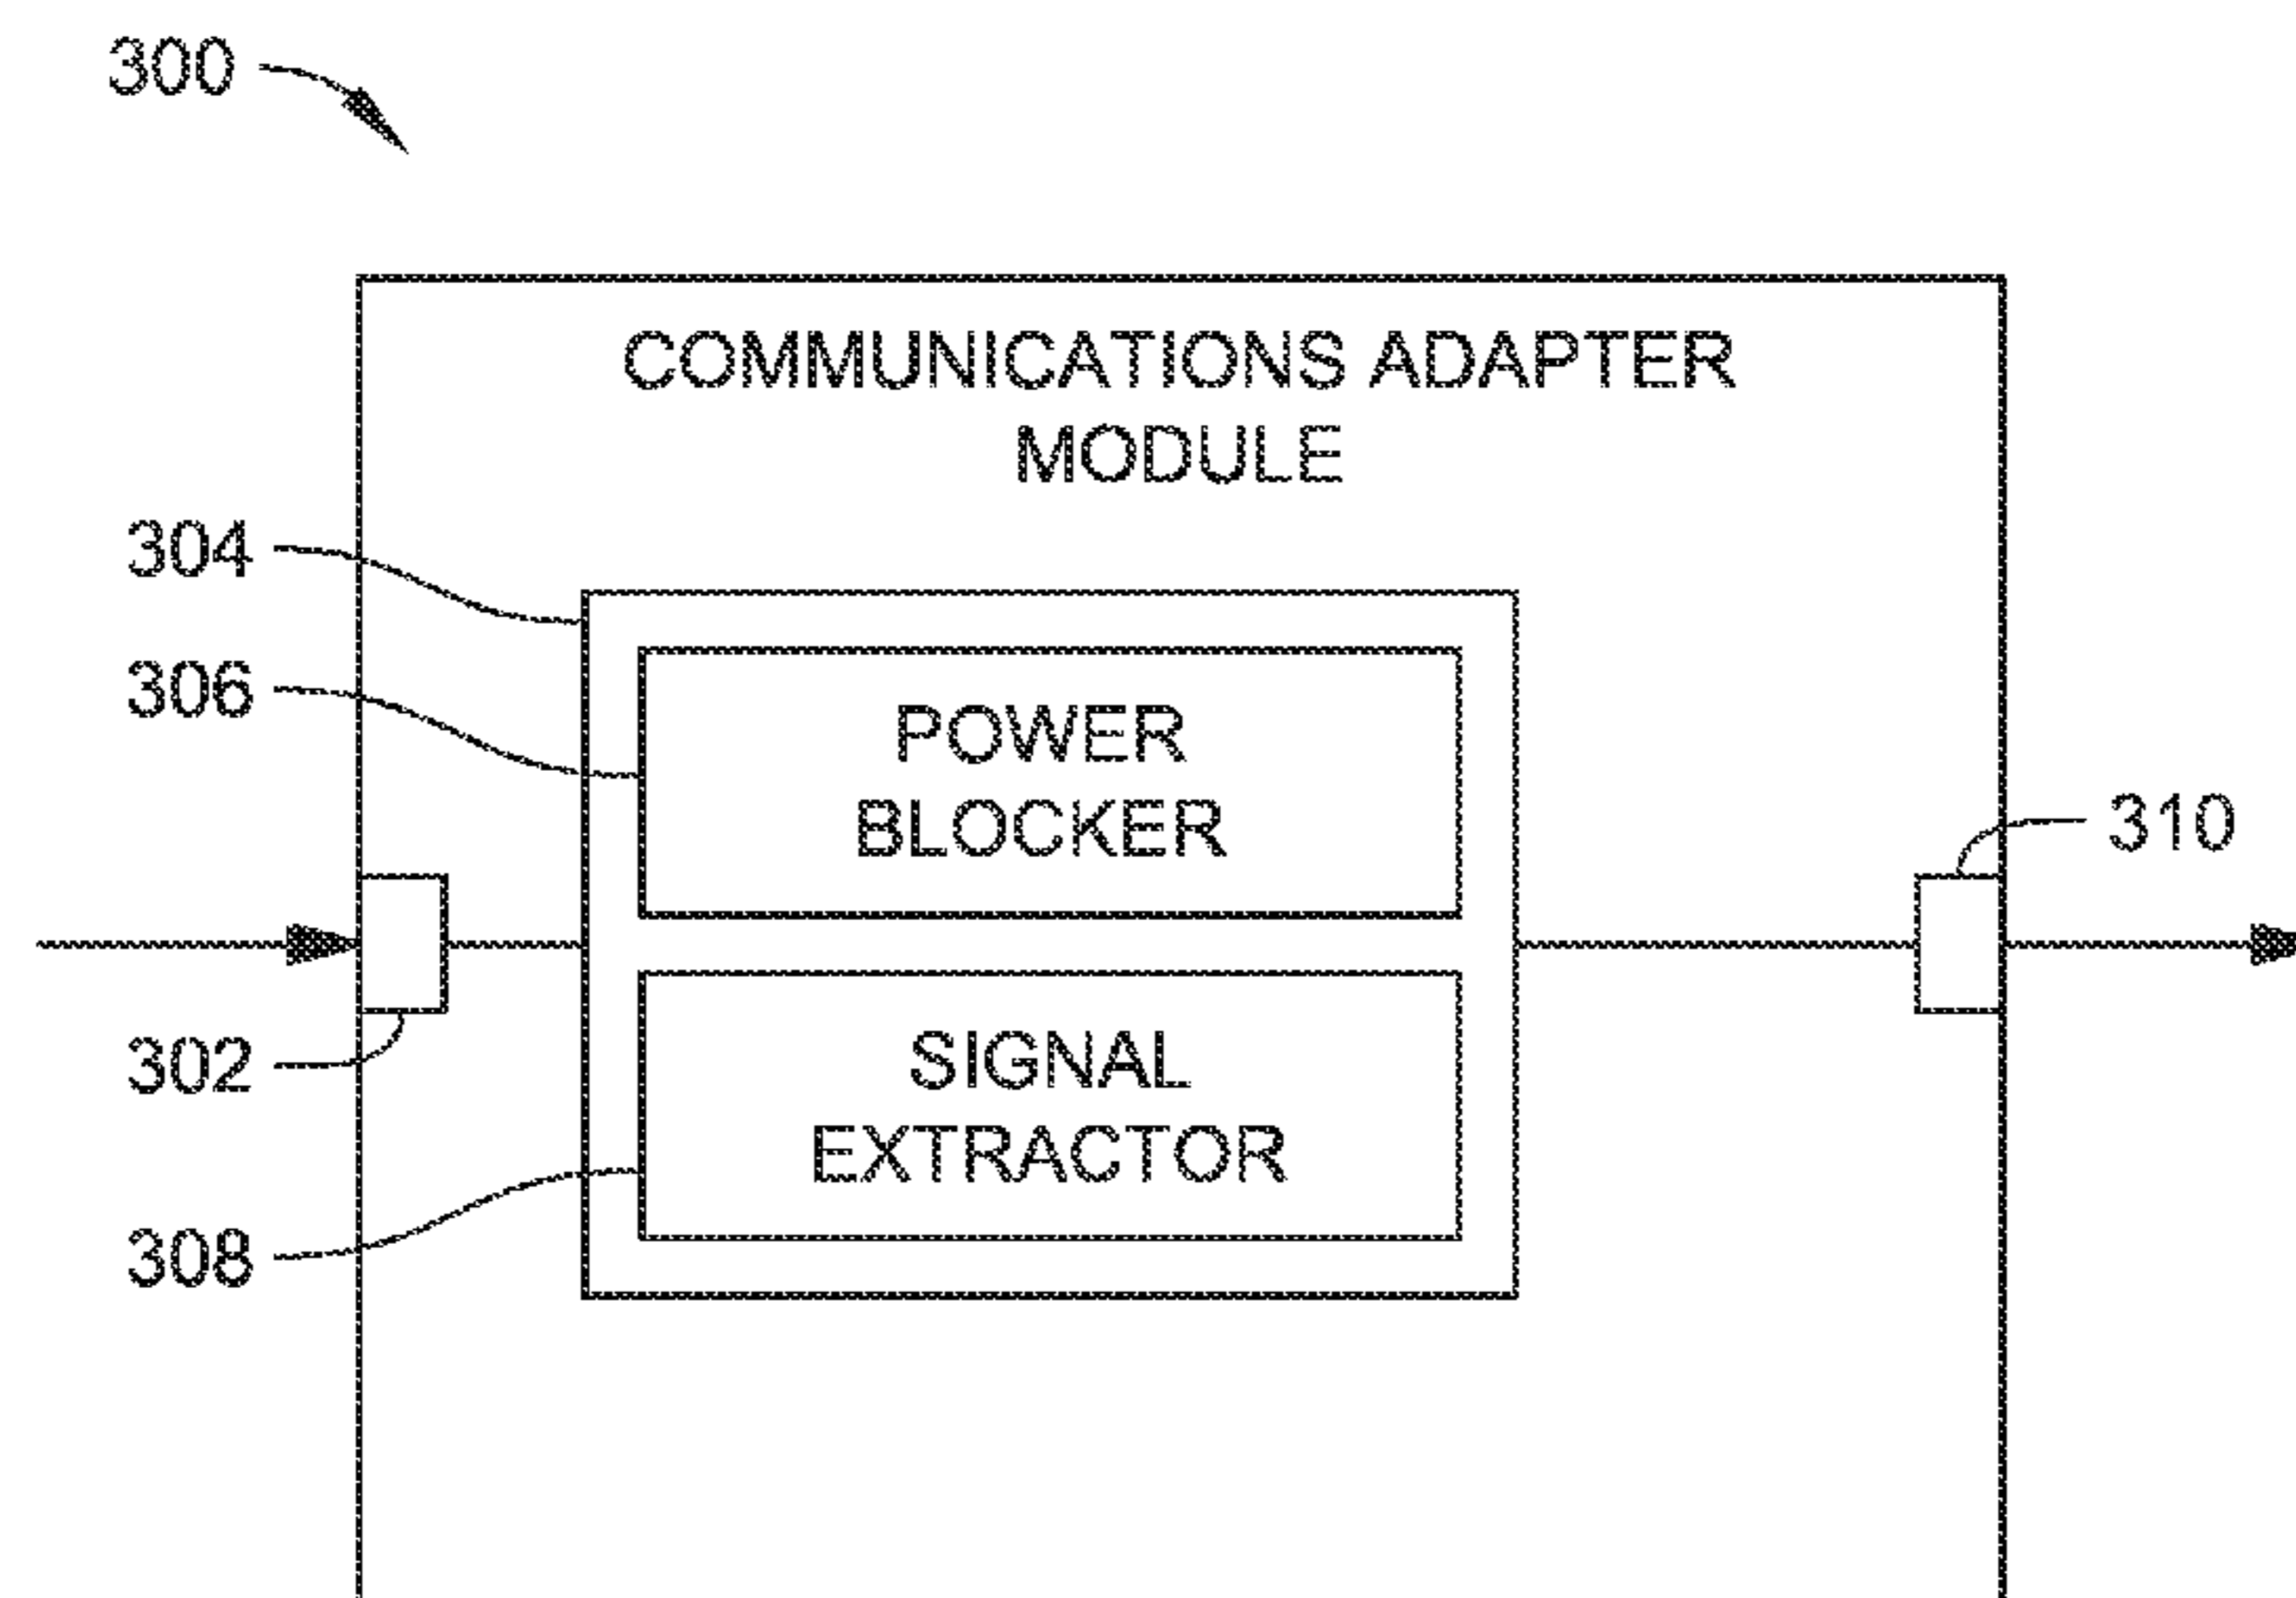 300
COMMUNICATIONS ADAPTER
MODULE
304
306
POWER
BLOCKER
310
302
SIGNAL
EXTRACTOR
308